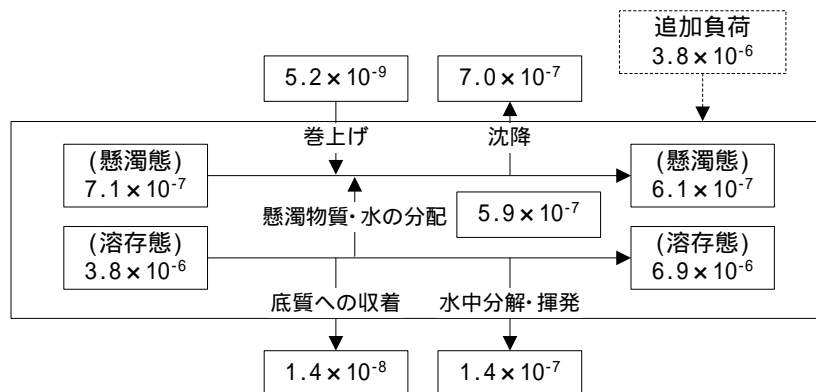 追加負荷
3.8×10⁻⁶
5.2×10⁻⁹
7.0×10⁻⁷
巻上げ
沈降
(懸濁態)
7.1×10⁻⁷
(懸濁態)
6.1×10⁻⁷
懸濁物質・水の分配
5.9×10⁻⁷
(溶存態)
3.8×10⁻⁶
(溶存態)
6.9×10⁻⁶
底質への収着
水中分解・揮発
1.4×10⁻⁸
1.4×10⁻⁷